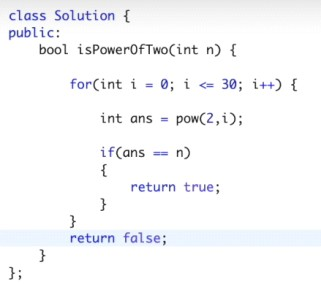 class Solution {
public:
    bool isPowerOfTwo(int n) {

        for(int i = 0; i <= 30; i++) {

            int ans = pow(2,i);

            if(ans == n)
            {
                return true;
            }
        }
        return false;
    }
};